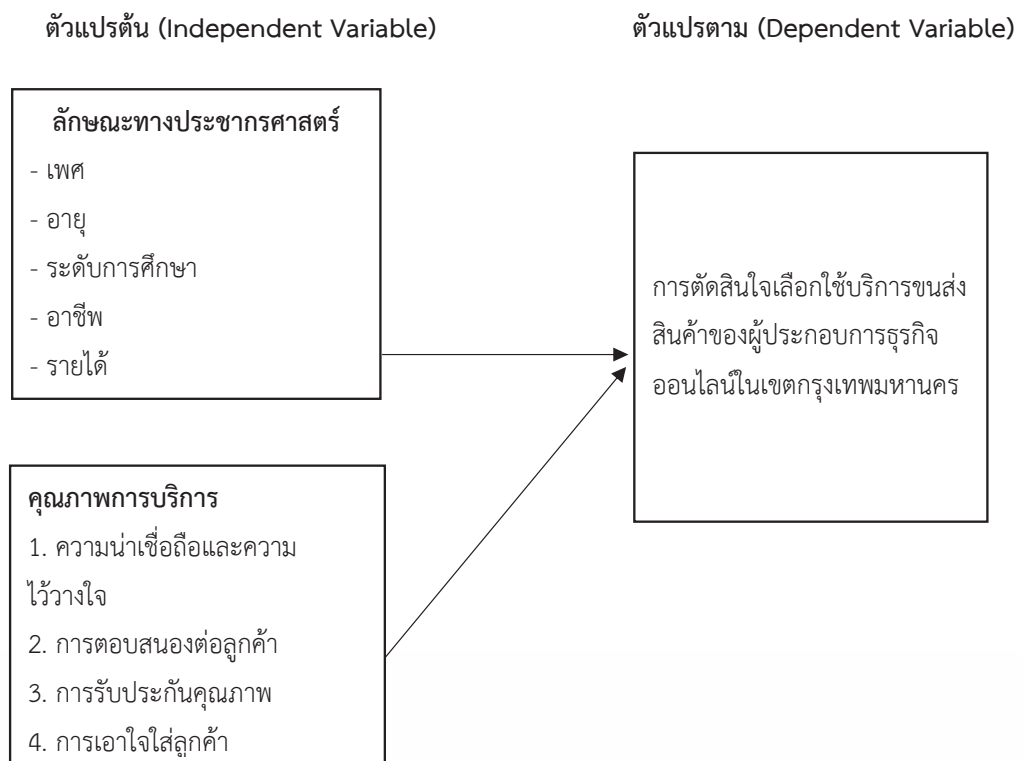 ตัวแปรต้น (Independent Variable)
ตัวแปรตาม (Dependent Variable)
ลักษณะทางประชากรศาสตร์
- เพศ
- อายุ
- ระดับการศึกษา
- อาชีพ
- รายได้
การตัดสินใจเลือกใช้บริการขนส่ง
สินค้าของผู้ประกอบการธุรกิจ
ออนไลน์ในเขตกรุงเทพมหานคร
คุณภาพการบริการ
1. ความน่าเชื่อถือและความ
ไว้วางใจ
2. การตอบสนองต่อลูกค้า
3. การรับประกันคุณภาพ
4. การเอาใจใส่ลูกค้า